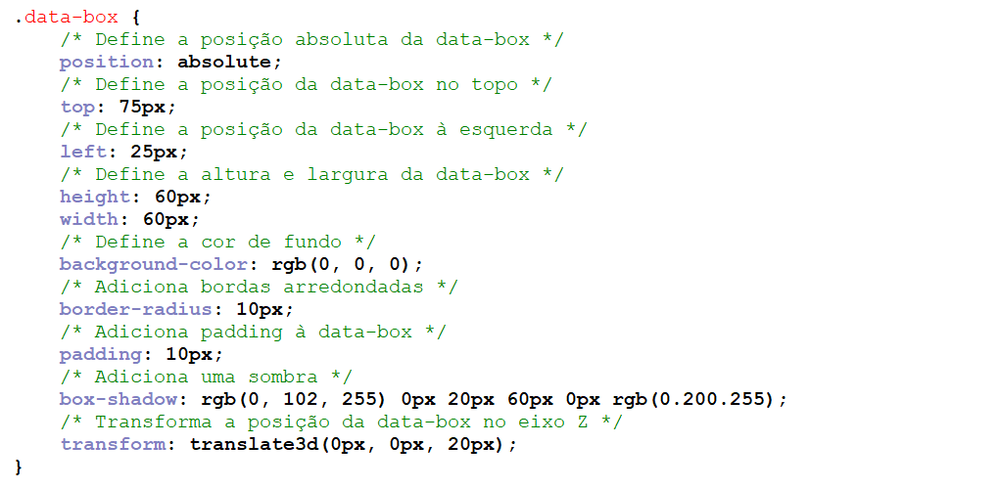 .data-box {
    /* Define a posição absoluta da data-box */
    position: absolute;
    /* Define a posição da data-box no topo */
    top: 75px;
    /* Define a posição da data-box à esquerda */
    left: 25px;
    /* Define a altura e largura da data-box */
    height: 60px;
    width: 60px;
    /* Define a cor de fundo */
    background-color: rgb(0, 0, 0);
    /* Adiciona bordas arredondadas */
    border-radius: 10px;
    /* Adiciona padding à data-box */
    padding: 10px;
    /* Adiciona uma sombra */
    box-shadow: rgb(0, 102, 255) 0px 20px 60px 0px rgb(0.200.255);
    /* Transforma a posição da data-box no eixo Z */
    transform: translate3d(0px, 0px, 20px);
}